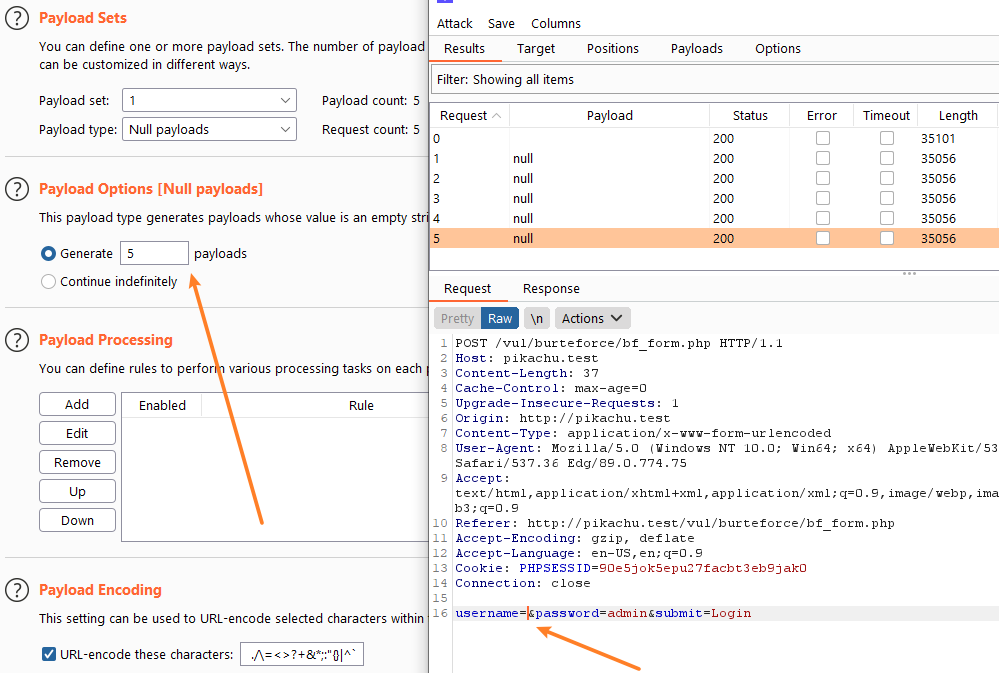 Payload Sets
You can define one or more payload sets. The number of payload
can be customized in different ways.
Payload set: 1 Payload count: 5
Payload type: Null payloads Request count: 5
Payload Options [Null payloads]
This payload type generates payloads whose value is an empty stri
Generate 5 payloads
Continue indefinitely
Payload Processing
You can define rules to perform various processing tasks on each p
Add
Edit
Remove
Up
Down
Enabled Rule
Payload Encoding
This setting can be used to URL-encode selected characters within
URL-encode these characters: ./\=<>?+&*;:"{}|^`
Attack Save Columns
Results Target Positions Payloads Options
Filter: Showing all items
Request Payload Status Error Timeout Length
0 200 35101
1 null 200 35056
2 null 200 35056
3 null 200 35056
4 null 200 35056
5 null 200 35056
Request Response
Pretty Raw \n Actions
1 POST /vul/burteforce/bf_form.php HTTP/1.1
2 Host: pikachu.test
3 Content-Length: 37
4 Cache-Control: max-age=0
5 Upgrade-Insecure-Requests: 1
6 Origin: http://pikachu.test
7 Content-Type: application/x-www-form-urlencoded
8 User-Agent: Mozilla/5.0 (Windows NT 10.0; Win64; x64) AppleWebKit/53
Safari/537.36 Edg/89.0.774.75
9 Accept:
text/html,application/xhtml+xml,application/xml;q=0.9,image/webp,ima
b3;q=0.9
10 Referer: http://pikachu.test/vul/burteforce/bf_form.php
11 Accept-Encoding: gzip, deflate
12 Accept-Language: en-US,en;q=0.9
13 Cookie: PHPSESSID=90e5jok5epu27facbt3eb9jak0
14 Connection: close
15
16 username=&password=admin&submit=Login